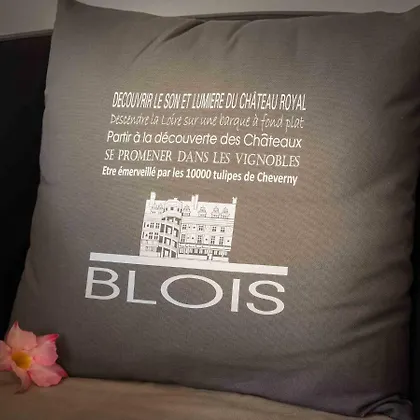 DECOUVRIR LE SON ET LUMIERE DU CHÂTEAU ROYAL
Descendre la Loire sur une barque à fond plat
Partir à la découverte des Châteaux
SE PROMENER DANS LES VIGNOBLES
Etre émerveillé par les 10000 tulipes de Cheverny
BLOIS